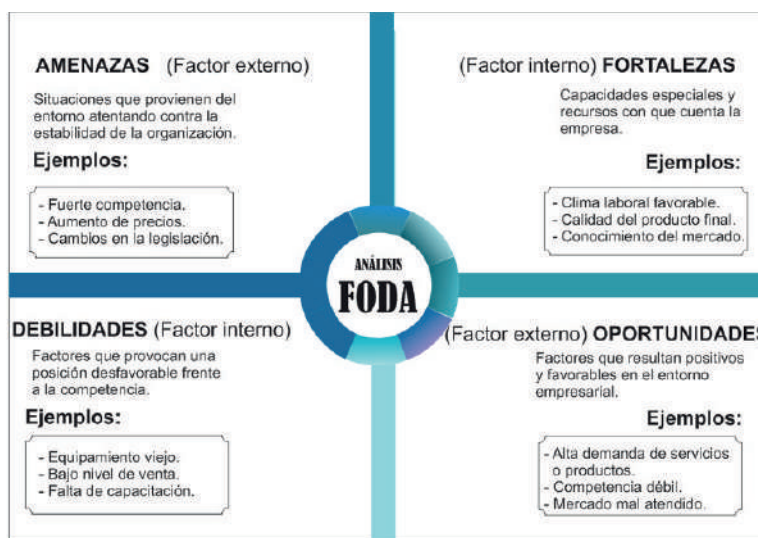 AMENAZAS (Factor externo)
Situaciones que provienen del
entorno atentando contra la
estabilidad de la organización.
Ejemplos:
- Fuerte competencia.
- Aumento de precios.
- Cambios en la legislación.
(Factor interno) FORTALEZAS
Capacidades especiales y
recursos con que cuenta la
empresa.
Ejemplos:
- Clima laboral favorable.
- Calidad del producto final.
- Conocimiento del mercado.
ANÁLISIS
FODA
DEBILIDADES (Factor interno)
Factores que provocan una
posición desfavorable frente
a la competencia.
Ejemplos:
- Equipamiento viejo.
- Bajo nivel de venta.
- Falta de capacitación.
(Factor externo) OPORTUNIDADES
Factores que resultan positivos
y favorables en el entorno
empresarial.
Ejemplos:
- Alta demanda de servicios
o productos.
- Competencia débil.
- Mercado mal atendido.